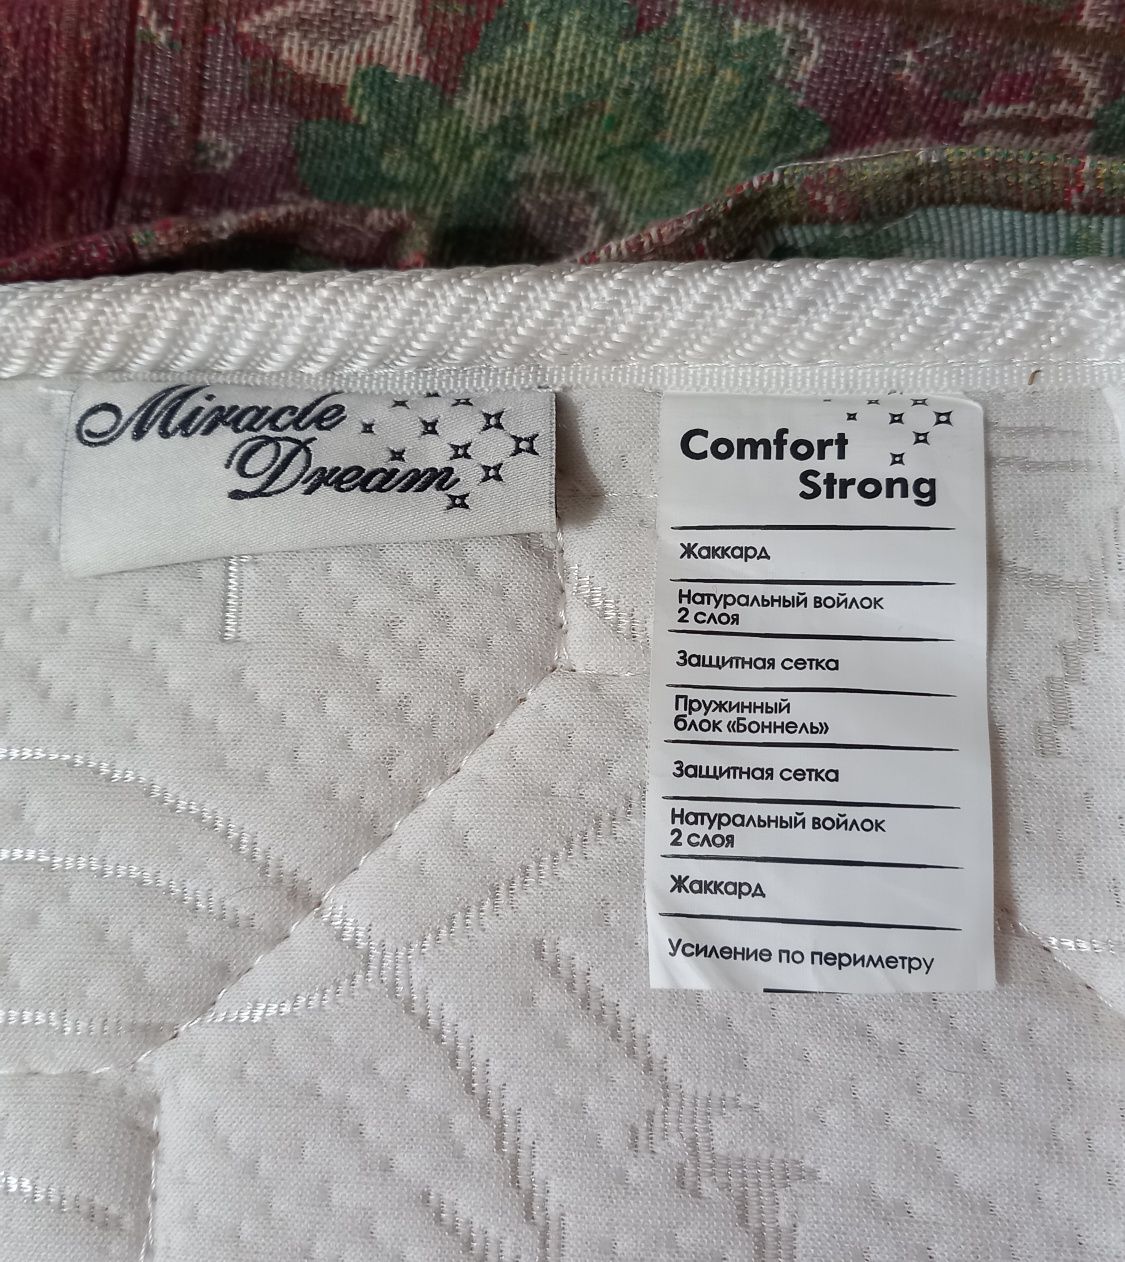 Miracle
Dream
Comfort
Strong
Жаккард
Натуральный войлок
2 слоя
Защитная сетка
Пружинный
блок «Боннель»
Защитная сетка
Натуральный войлок
2 слоя
Жаккард
Усиление по периметру